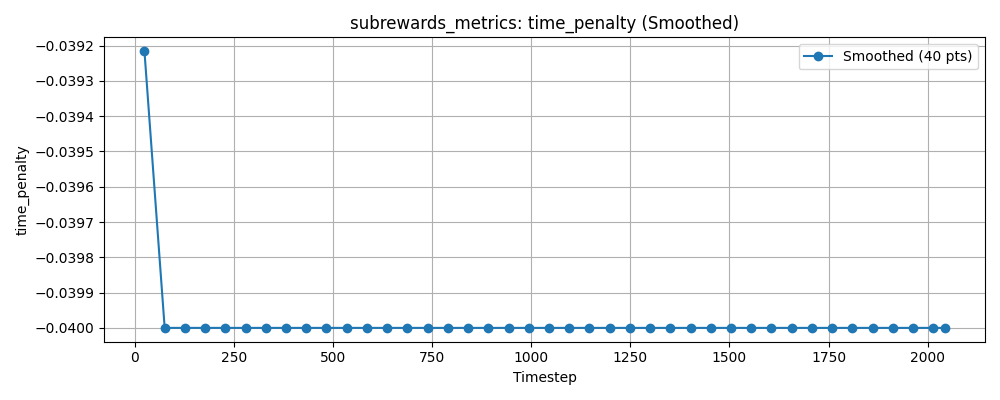 subrewards_metrics: time_penalty (Smoothed)
Smoothed (40 pts)
time_penalty
−0.0392
−0.0393
−0.0394
−0.0395
−0.0396
−0.0397
−0.0398
−0.0399
−0.0400
0 250 500 750 1000 1250 1500 1750 2000
Timestep